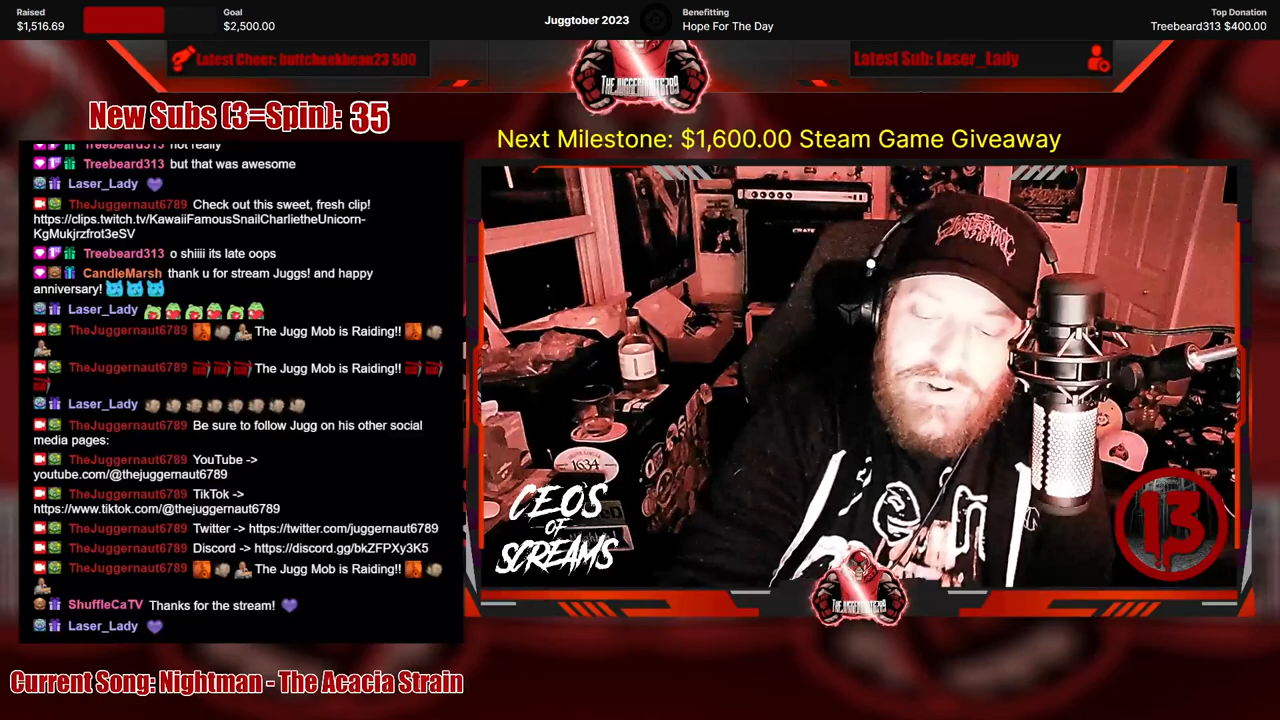 Raised
$1,516.69
Goal
$2,500.00
Juggtober 2023
Benefitting
Hope For The Day
Top Donation
Treebeard313 $400.00
Latest Cheer: buttcheekbean23 500
THEJUGGERNAUT6789
Latest Sub: Laser_Lady
New Subs (3=Spin): 35
Next Milestone: $1,600.00 Steam Game Giveaway
Treebeard313 not really
Treebeard313 but that was awesome
Laser_Lady
TheJuggernaut6789 Check out this sweet, fresh clip!
https://clips.twitch.tv/KawaiiFamousSnailCharlietheUnicorn-
KgMukjrzfrot3eSV
Treebeard313 o shiiii its late oops
CandleMarsh thank u for stream Juggs! and happy
anniversary!
Laser_Lady
TheJuggernaut6789 The Jugg Mob is Raiding!!
TheJuggernaut6789 The Jugg Mob is Raiding!!
Laser_Lady
TheJuggernaut6789 Be sure to follow Jugg on his other social
media pages:
TheJuggernaut6789 YouTube ->
youtube.com/@thejuggernaut6789
TheJuggernaut6789 TikTok ->
https://www.tiktok.com/@thejuggernaut6789
TheJuggernaut6789 Twitter -> https://twitter.com/juggernaut6789
TheJuggernaut6789 Discord -> https://discord.gg/bkZFPXy3K5
TheJuggernaut6789 The Jugg Mob is Raiding!!
ShuffleCaTV Thanks for the stream!
Laser_Lady
CRATE
1634
CEOS
OF
SCREAMS
13
THEJUGGERNAUT6789
Current Song: Nightman - The Acacia Strain